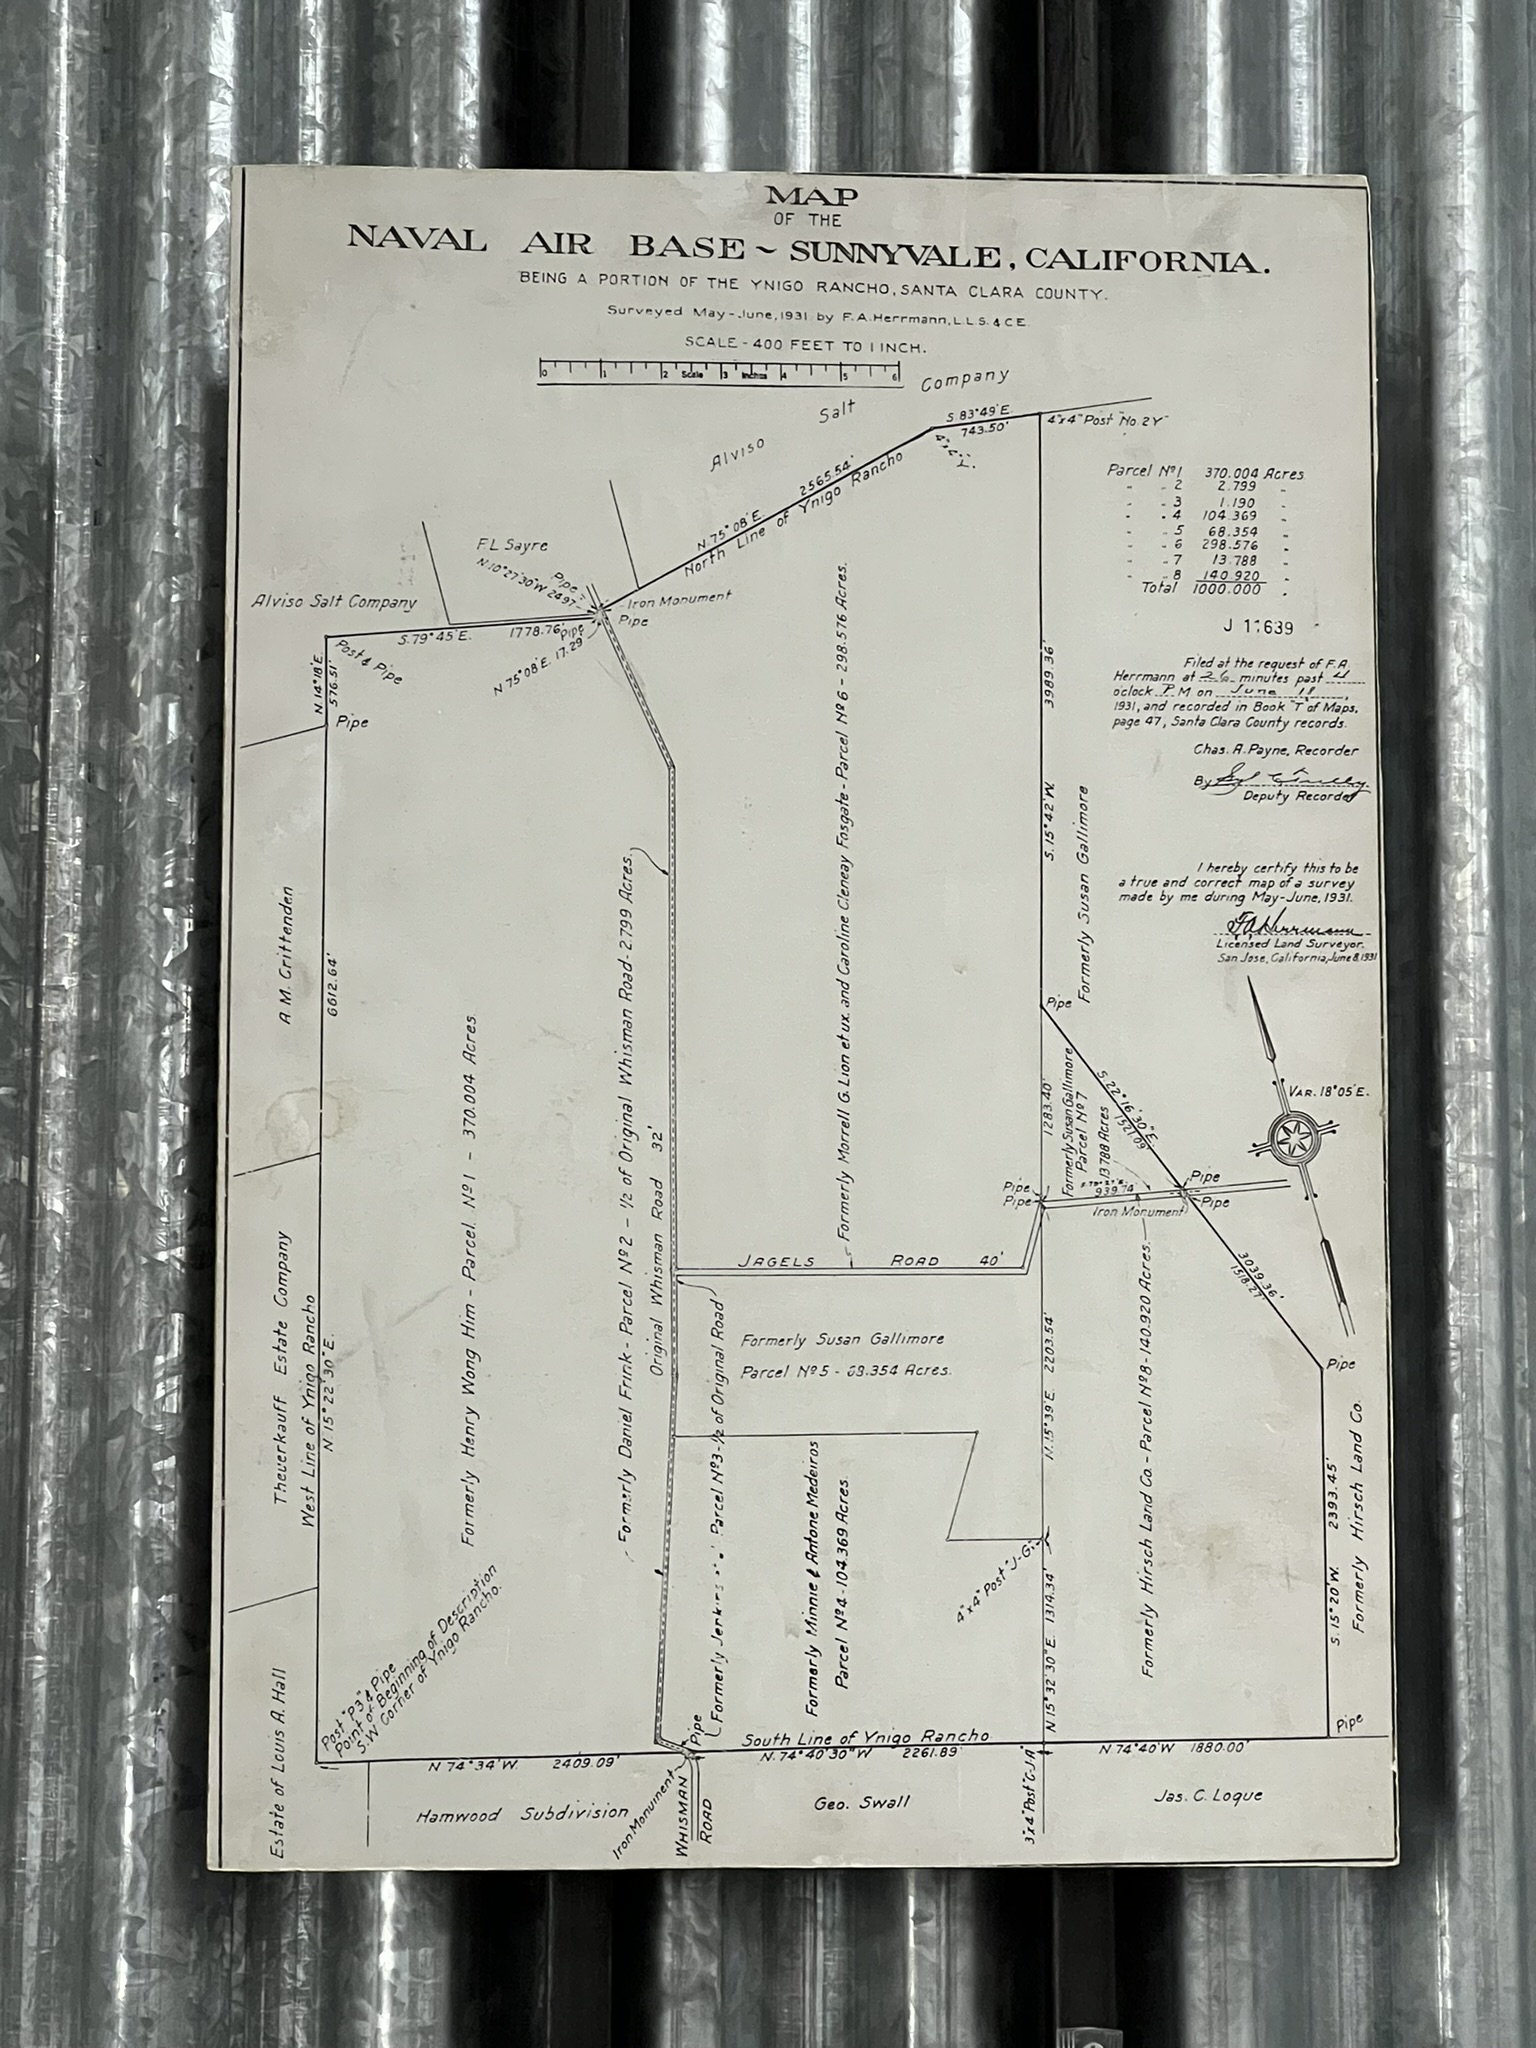 MAP
OF THE
NAVAL AIR BASE ~ SUNNYVALE, CALIFORNIA.
BEING A PORTION OF THE YNIGO RANCHO, SANTA CLARA COUNTY.
Surveyed May-June, 1931 by F.A. Herrmann, L.L.S. & C.E.
SCALE - 400 FEET TO 1 INCH.
0 1 2 Scale 3 Inches 4 5 6
Alviso Salt Company
S. 83°49'E.
743.50'
4"x4" Post "No. 2Y"
2565.54'
N. 75°08'E.
North Line of Ynigo Rancho
Parcel Nº 1 370.004 Acres
" " 2 2.799 "
" " 3 1.190 "
" " 4 104.369 "
" " 5 68.354 "
" " 6 298.576 "
" " 7 13.788 "
" " 8 140.920 "
Total 1000.000 "
J 11639
Filed at the request of F.A.
Herrmann at 26 minutes past 4
o'clock P.M on June 18,
1931, and recorded in Book "T" of Maps,
page 47, Santa Clara County records.
Chas. A. Payne, Recorder
By
Deputy Recorder
I hereby certify this to be
a true and correct map of a survey
made by me during May-June, 1931.
F.A. Herrmann
Licensed Land Surveyor.
San Jose, California, June 8, 1931
VAR. 18°05'E.
F L Sayre
N. 10°27'30"W 24.97'
Pipe
Iron Monument
Pipe
Pipe
Alviso Salt Company
S. 79°45'E. 1778.76'
N 75°08'E. 17.29'
Post & Pipe
N. 14°18'E.
576.51'
Pipe
A M. Crittenden
6612.64'
Theuerkauff Estate Company
West Line of Ynigo Rancho
N. 15°22'30"E.
Estate of Louis A. Hall
Post "P3" & Pipe
Point of Beginning of Description
S.W Corner of Ynigo Rancho.
Formerly Henry Wong Him - Parcel Nº 1 - 370.004 Acres
Formerly Daniel Frink - Parcel Nº 2 - 1/2 of Original Whisman Road - 2.799 Acres.
Original Whisman Road 32'
Formerly Morrell G. Lion et ux. and Caroline Cleneay Fosgate - Parcel Nº 6 - 298.576 Acres.
3989.36'
S. 15°42'W.
Formerly Susan Gallimore
Pipe
1283.40'
Formerly Susan Gallimore
Parcel Nº 7
13.788 Acres
S. 22°16'30"E.
1521.09'
939.74'
Pipe
Pipe
Iron Monument
Pipe
Pipe
JAGELS ROAD 40'
3039.36'
1518.27'
Pipe
Formerly Susan Gallimore
Parcel Nº 5 - 68.354 Acres.
Formerly Jenkins Parcel Nº 3 - 1/2 of Original Road
Formerly Minnie & Antone Medeiros
Parcel Nº 4 - 104.369 Acres
4"x4" Post "J-G"
N. 15°39'E. 2203.54'
N 15°32'30"E. 1314.34'
Formerly Hirsch Land Co. - Parcel Nº 8 - 140.920 Acres.
S. 15°20'W. 2393.45'
Formerly Hirsch Land Co.
Pipe
Pipe
South Line of Ynigo Rancho
N 74°34'W. 2409.09'
N. 74°40'30"W 2261.89'
N 74°40'W 1880.00'
Hamwood Subdivision
Iron Monument
WHISMAN
ROAD
Geo. Swall
3"x4" Post "C-J.A"
Jas. C. Loque